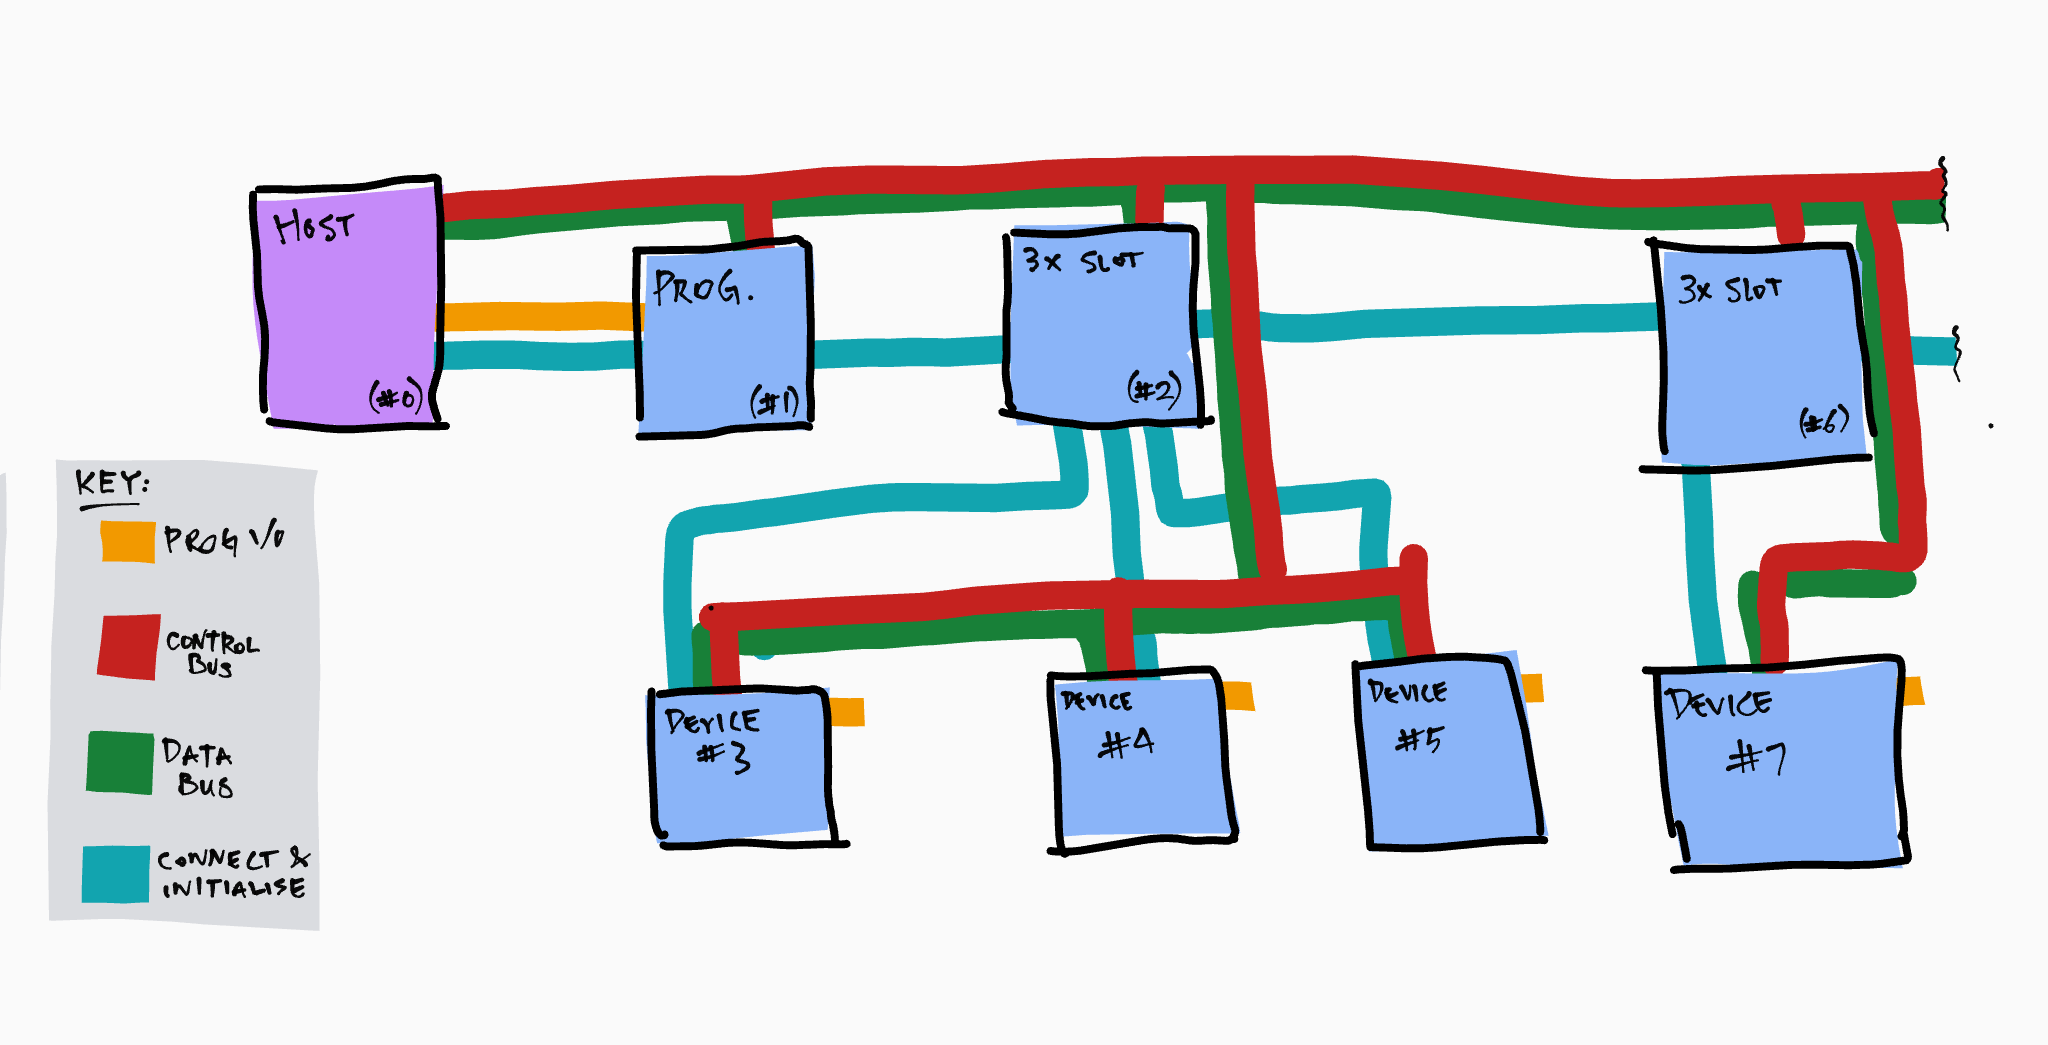 HOST
(#0)
PROG.
(#1)
3x SLOT
(#2)
3x SLOT
(#6)
KEY:
PROG I/O
CONTROL
BUS
DATA
BUS
CONNECT &
INITIALISE
DEVICE
#3
DEVICE
#4
DEVICE
#5
DEVICE
#7